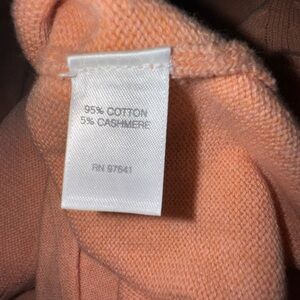 95% COTTON
5% CASHMERE
RN 97641